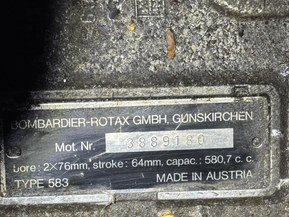 BOMBARDIER-ROTAX GMBH, GUNSKIRCHEN
Mot. Nr. 3889180
bore: 2×76mm, stroke: 64mm, capac.: 580,7 c. c.
TYPE 583 MADE IN AUSTRIA